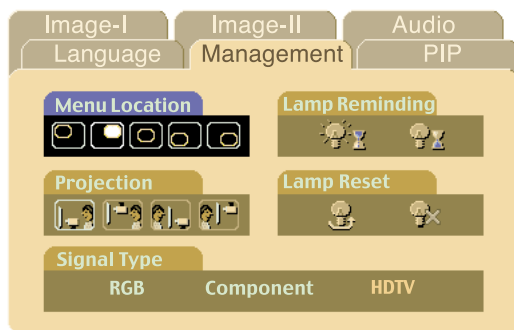 Image-I Image-II Audio
Language Management PIP
Menu Location Lamp Reminding
Projection Lamp Reset
Signal Type
RGB Component HDTV